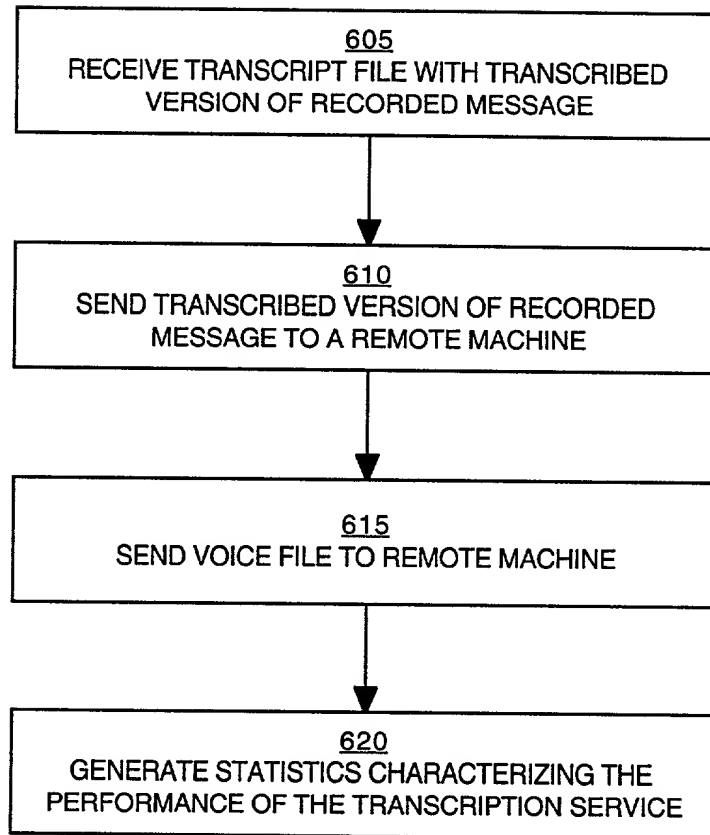 605
RECEIVE TRANSCRIPT FILE WITH TRANSCRIBED
VERSION OF RECORDED MESSAGE
610
SEND TRANSCRIBED VERSION OF RECORDED
MESSAGE TO A REMOTE MACHINE
615
SEND VOICE FILE TO REMOTE MACHINE
620
GENERATE STATISTICS CHARACTERIZING THE
PERFORMANCE OF THE TRANSCRIPTION SERVICE